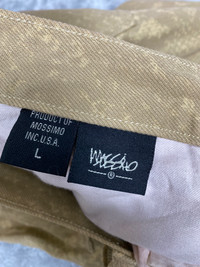 PRODUCT OF
MOSSIMO
INC.U.S.A.
L
MOSSIMO
®